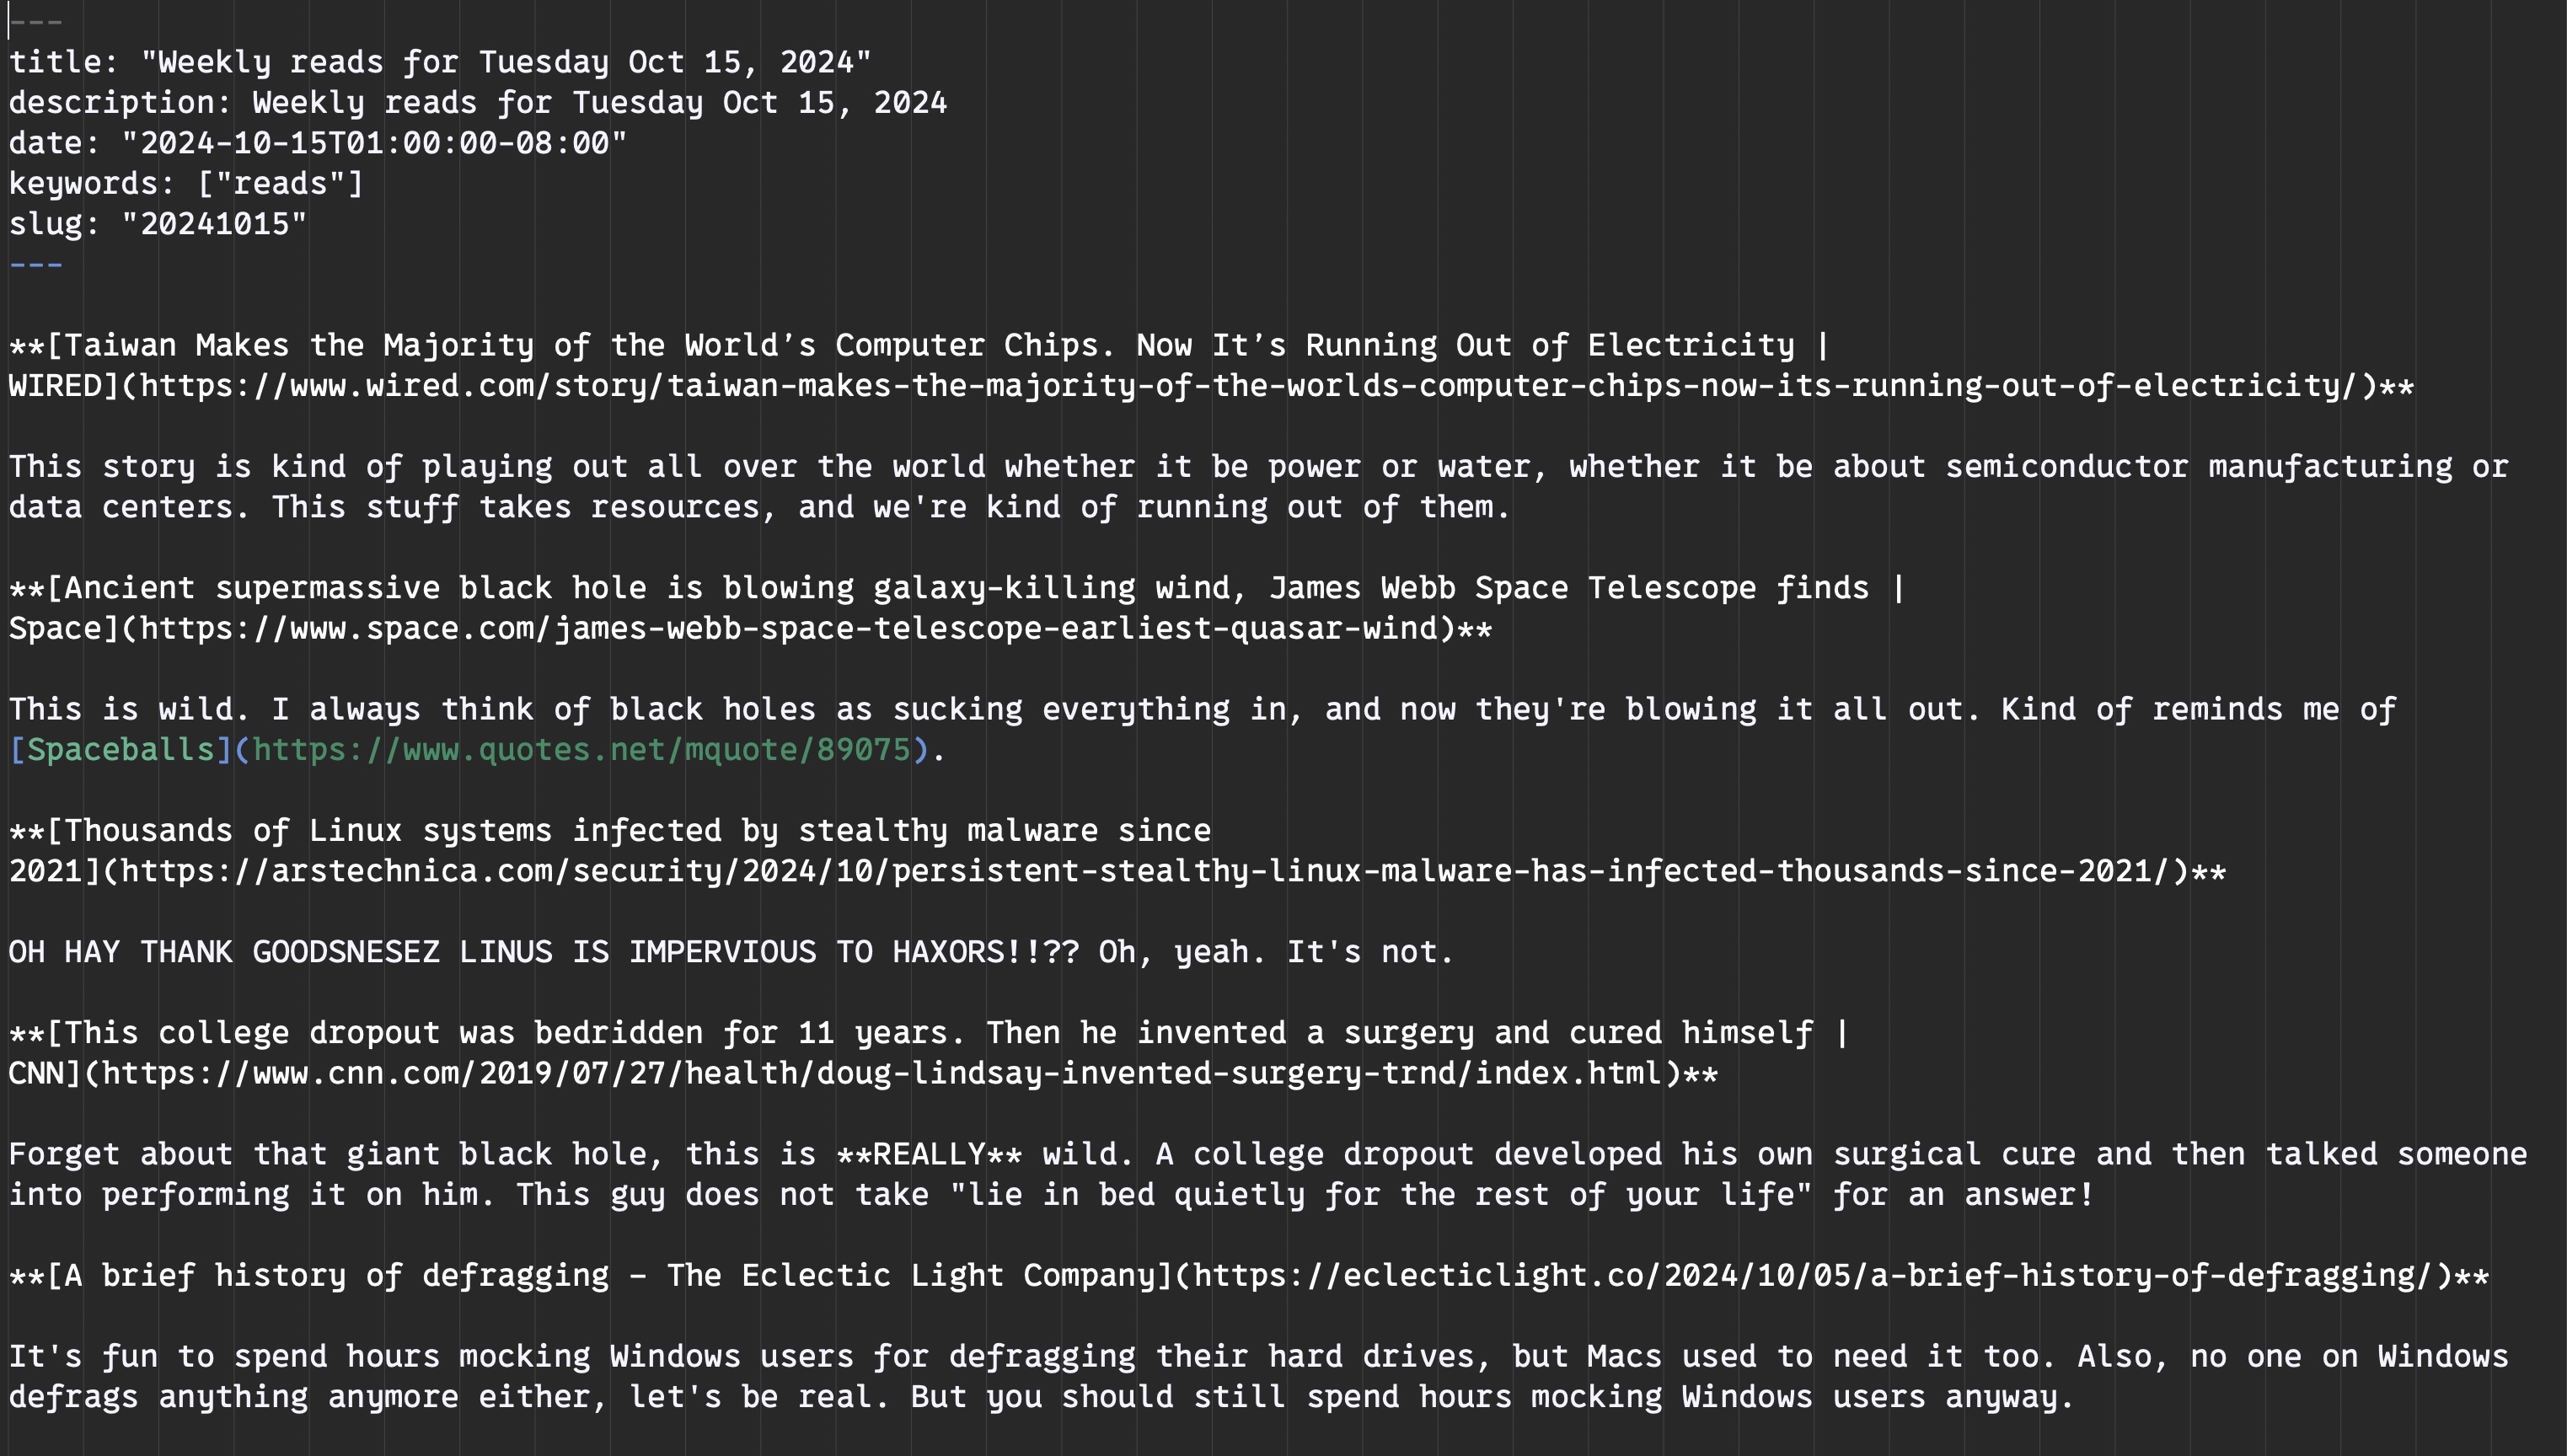 ---
title: "Weekly reads for Tuesday Oct 15, 2024"
description: Weekly reads for Tuesday Oct 15, 2024
date: "2024-10-15T01:00:00-08:00"
keywords: ["reads"]
slug: "20241015"
---
**[Taiwan Makes the Majority of the World’s Computer Chips. Now It’s Running Out of Electricity |
WIRED](https://www.wired.com/story/taiwan-makes-the-majority-of-the-worlds-computer-chips-now-its-running-out-of-electricity/)**
This story is kind of playing out all over the world whether it be power or water, whether it be about semiconductor manufacturing or
data centers. This stuff takes resources, and we're kind of running out of them.
**[Ancient supermassive black hole is blowing galaxy-killing wind, James Webb Space Telescope finds |
Space](https://www.space.com/james-webb-space-telescope-earliest-quasar-wind)**
This is wild. I always think of black holes as sucking everything in, and now they're blowing it all out. Kind of reminds me of
[Spaceballs](https://www.quotes.net/mquote/89075).
**[Thousands of Linux systems infected by stealthy malware since
2021](https://arstechnica.com/security/2024/10/persistent-stealthy-linux-malware-has-infected-thousands-since-2021/)**
OH HAY THANK GOODSNESEZ LINUS IS IMPERVIOUS TO HAXORS!!?? Oh, yeah. It's not.
**[This college dropout was bedridden for 11 years. Then he invented a surgery and cured himself |
CNN](https://www.cnn.com/2019/07/27/health/doug-lindsay-invented-surgery-trnd/index.html)**
Forget about that giant black hole, this is **REALLY** wild. A college dropout developed his own surgical cure and then talked someone
into performing it on him. This guy does not take "lie in bed quietly for the rest of your life" for an answer!
**[A brief history of defragging – The Eclectic Light Company](https://eclecticlight.co/2024/10/05/a-brief-history-of-defragging/)**
It's fun to spend hours mocking Windows users for defragging their hard drives, but Macs used to need it too. Also, no one on Windows
defrags anything anymore either, let's be real. But you should still spend hours mocking Windows users anyway.